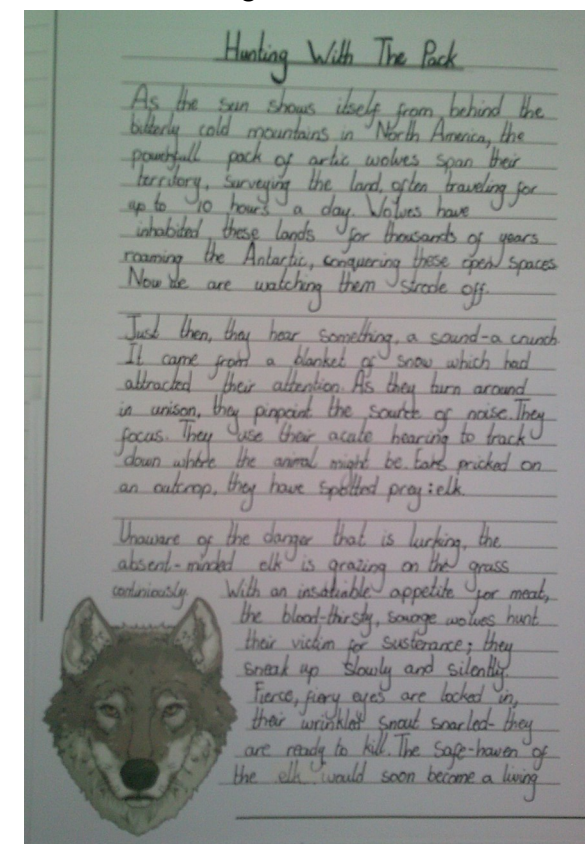 Hunting With The Pack
As the sun shows itself from behind the
bitterly cold mountains in North America, the
powerfull pack of artic wolves span their
territory, surveying the land, often traveling for
up to 10 hours a day. Wolves have
inhabited these lands for thousands of years
roaming the Antartic, conquering these open spaces
Now we are watching them strode off.
Just then, they hear something, a sound-a crunch
It came from a blanket of snow which had
attracted their attention. As they turn around
in unison, they pinpoint the source of noise. They
focus. They use their acate hearing to track
down where the animal might be. Ears pricked on
an outcrop, they have spotted prey: elk.
Unaware of the danger that is lurking, the
absent-minded elk is grazing on the grass
continiously. With an insatiable appetite for meat,
the blood-thirsty, savage wolves hunt
their victim for sustenance; they
sneak up slowly and silently.
Fierce, fiery eyes are locked in,
their wrinkled snout snarled- they
are ready to kill. The safe-haven of
the elk would soon become a living